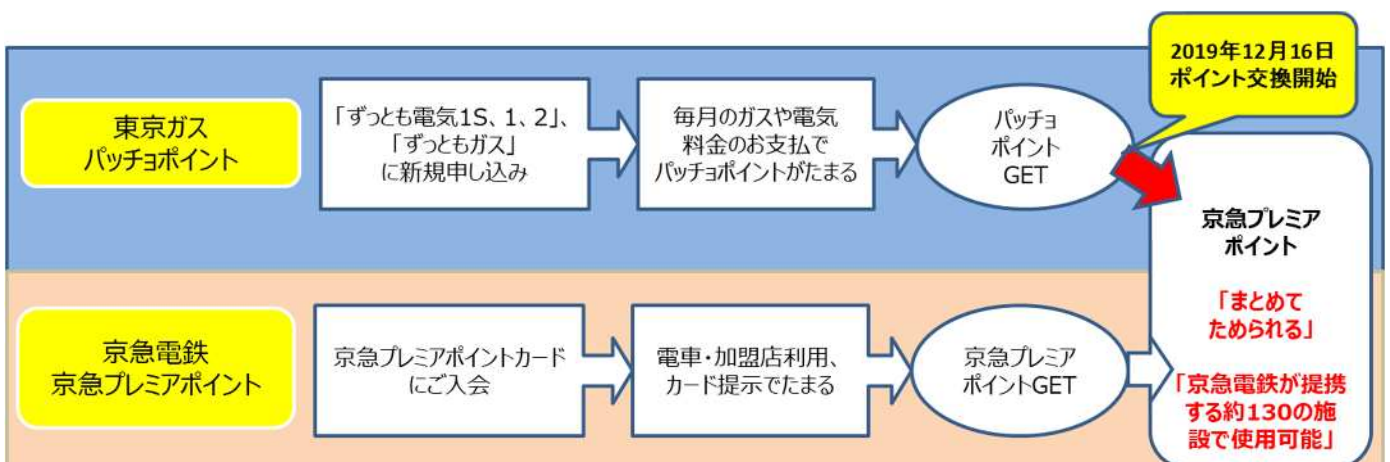 2019年12月16日
ポイント交換開始
東京ガス
パッチョポイント
「ずっとも電気1S、1、2」、
「ずっともガス」
に新規申し込み
毎月のガスや電気
料金のお支払で
パッチョポイントがたまる
パッチョ
ポイント
GET
京急プレミア
ポイント
「まとめて
ためられる」
「京急電鉄が提携
する約130の施
設で使用可能」
京急電鉄
京急プレミアポイント
京急プレミアポイントカード
にご入会
電車・加盟店利用、
カード提示でたまる
京急プレミア
ポイントGET